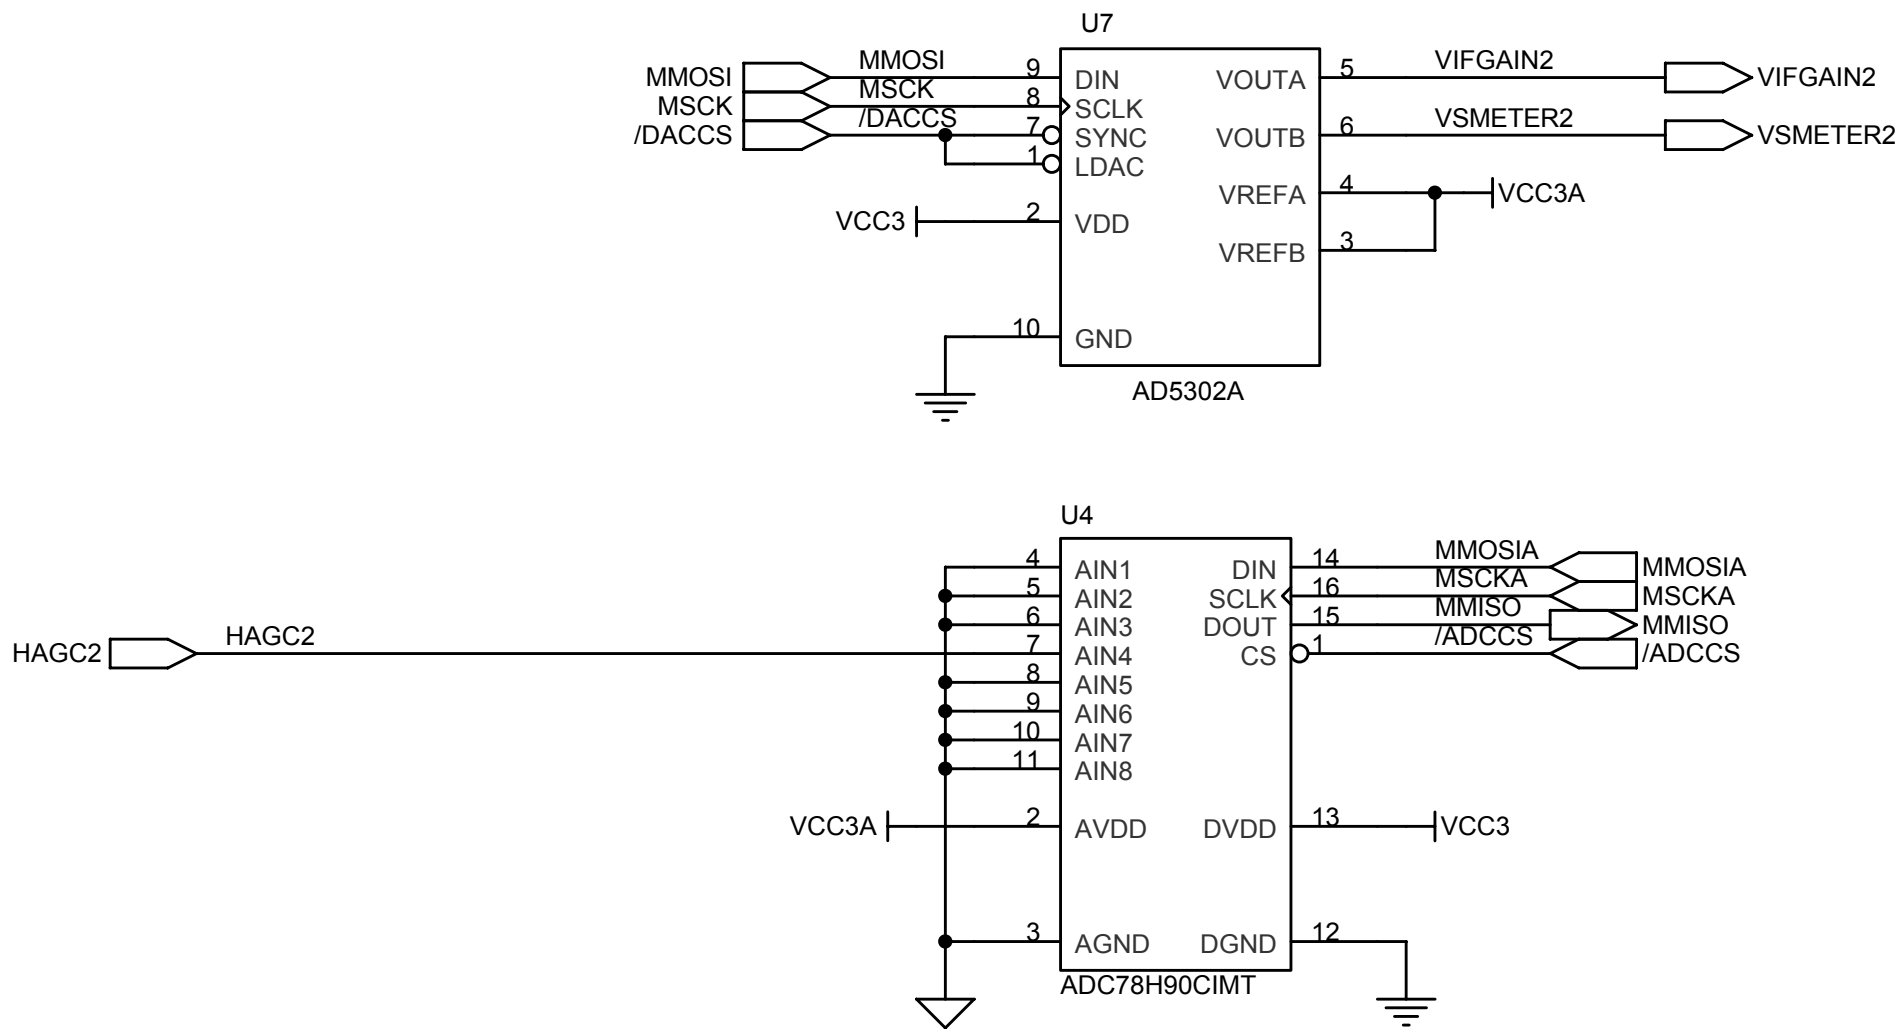 U7
MMOSI MMOSI 9 DIN VOUTA 5 VIFGAIN2 VIFGAIN2
MSCK MSCK 8 SCLK
/DACCS /DACCS 7 SYNC VOUTB 6 VSMETER2 VSMETER2
1 LDAC
VREFA 4 VCC3A
VCC3 2 VDD
VREFB 3
10 GND
AD5302A
U4
4 AIN1 DIN 14 MMOSIA MMOSIA
5 AIN2 SCLK 16 MSCKA MSCKA
6 AIN3 DOUT 15 MMISO MMISO
HAGC2 HAGC2 7 AIN4 CS 1 /ADCCS /ADCCS
8 AIN5
9 AIN6
10 AIN7
11 AIN8
VCC3A 2 AVDD DVDD 13 VCC3
3 AGND DGND 12
ADC78H90CIMT